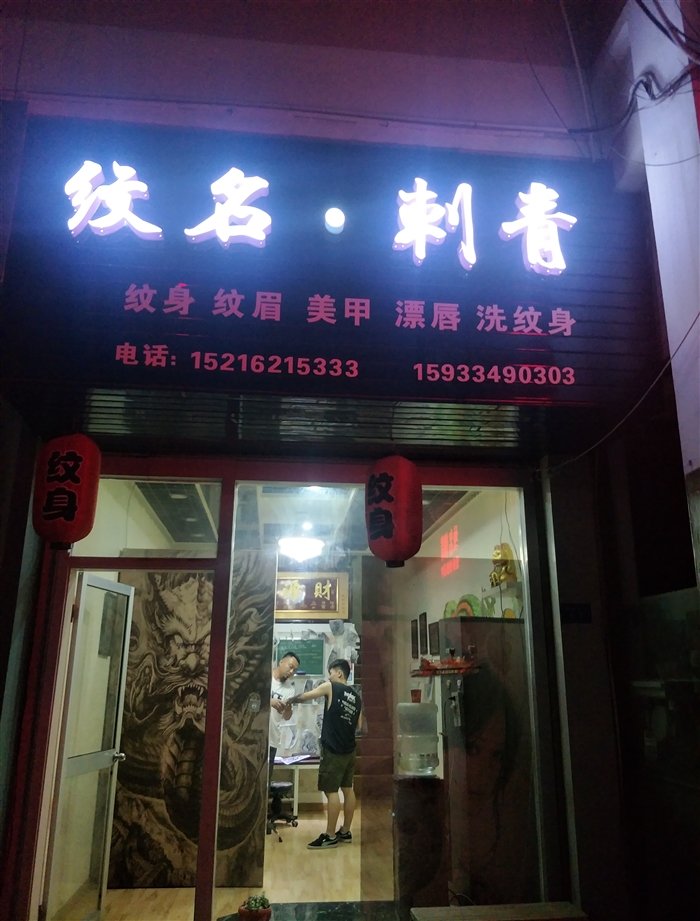 纹名·刺青
纹身 纹眉 美甲 漂唇 洗纹身
电话: 15216215333 15933490303
纹身
纹身
财